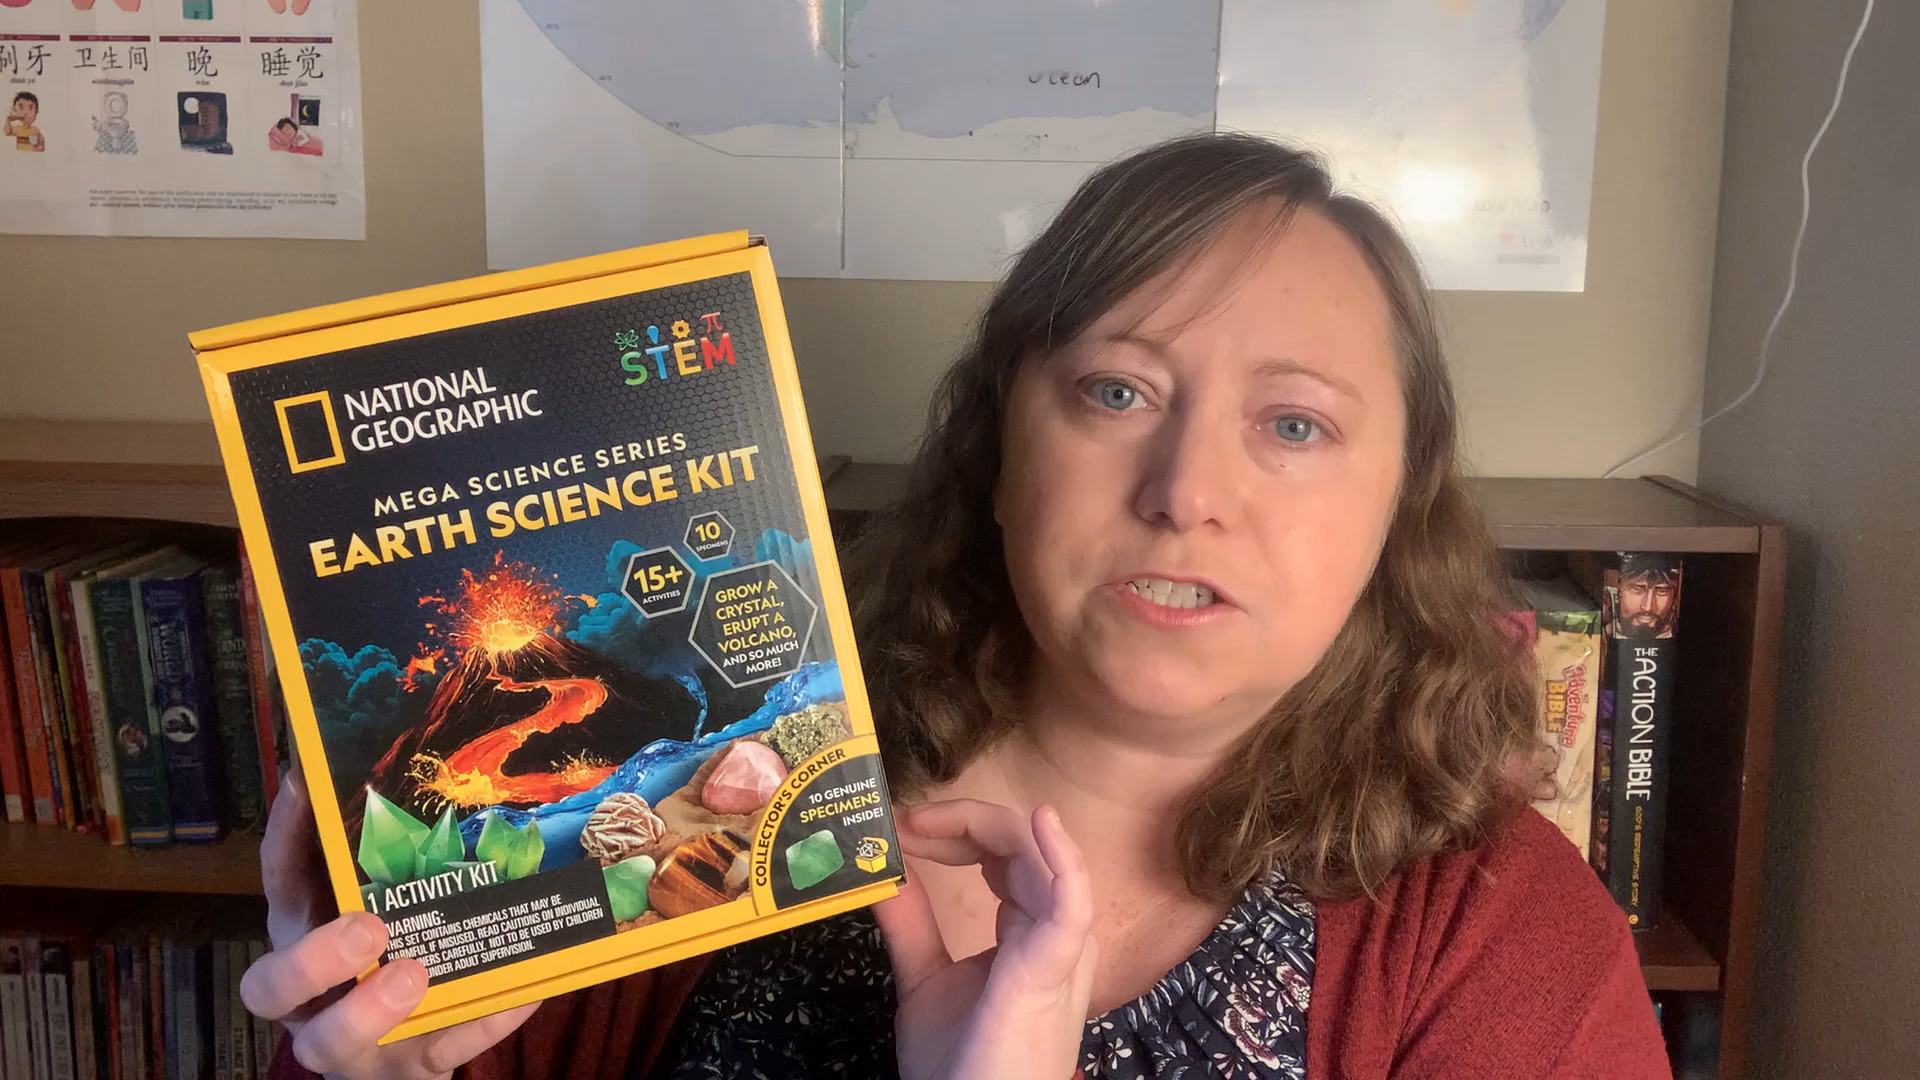 刷牙 卫生间 晚 睡觉
ocean
STEM
π
NATIONAL
GEOGRAPHIC
MEGA SCIENCE SERIES
EARTH SCIENCE KIT
10
SPECIMENS
15+
ACTIVITIES
GROW A
CRYSTAL,
ERUPT A
VOLCANO,
AND SO MUCH
MORE!
COLLECTOR'S CORNER
10 GENUINE
SPECIMENS
INSIDE!
1 ACTIVITY KIT
WARNING:
THIS SET CONTAINS CHEMICALS THAT MAY BE
HARMFUL IF MISUSED. READ CAUTIONS ON INDIVIDUAL
CAREFULLY. NOT TO BE USED BY CHILDREN
UNDER ADULT SUPERVISION.
Adventure
BIBLE
THE
ACTION BIBLE
GOD'S REDEMPTIVE STORY